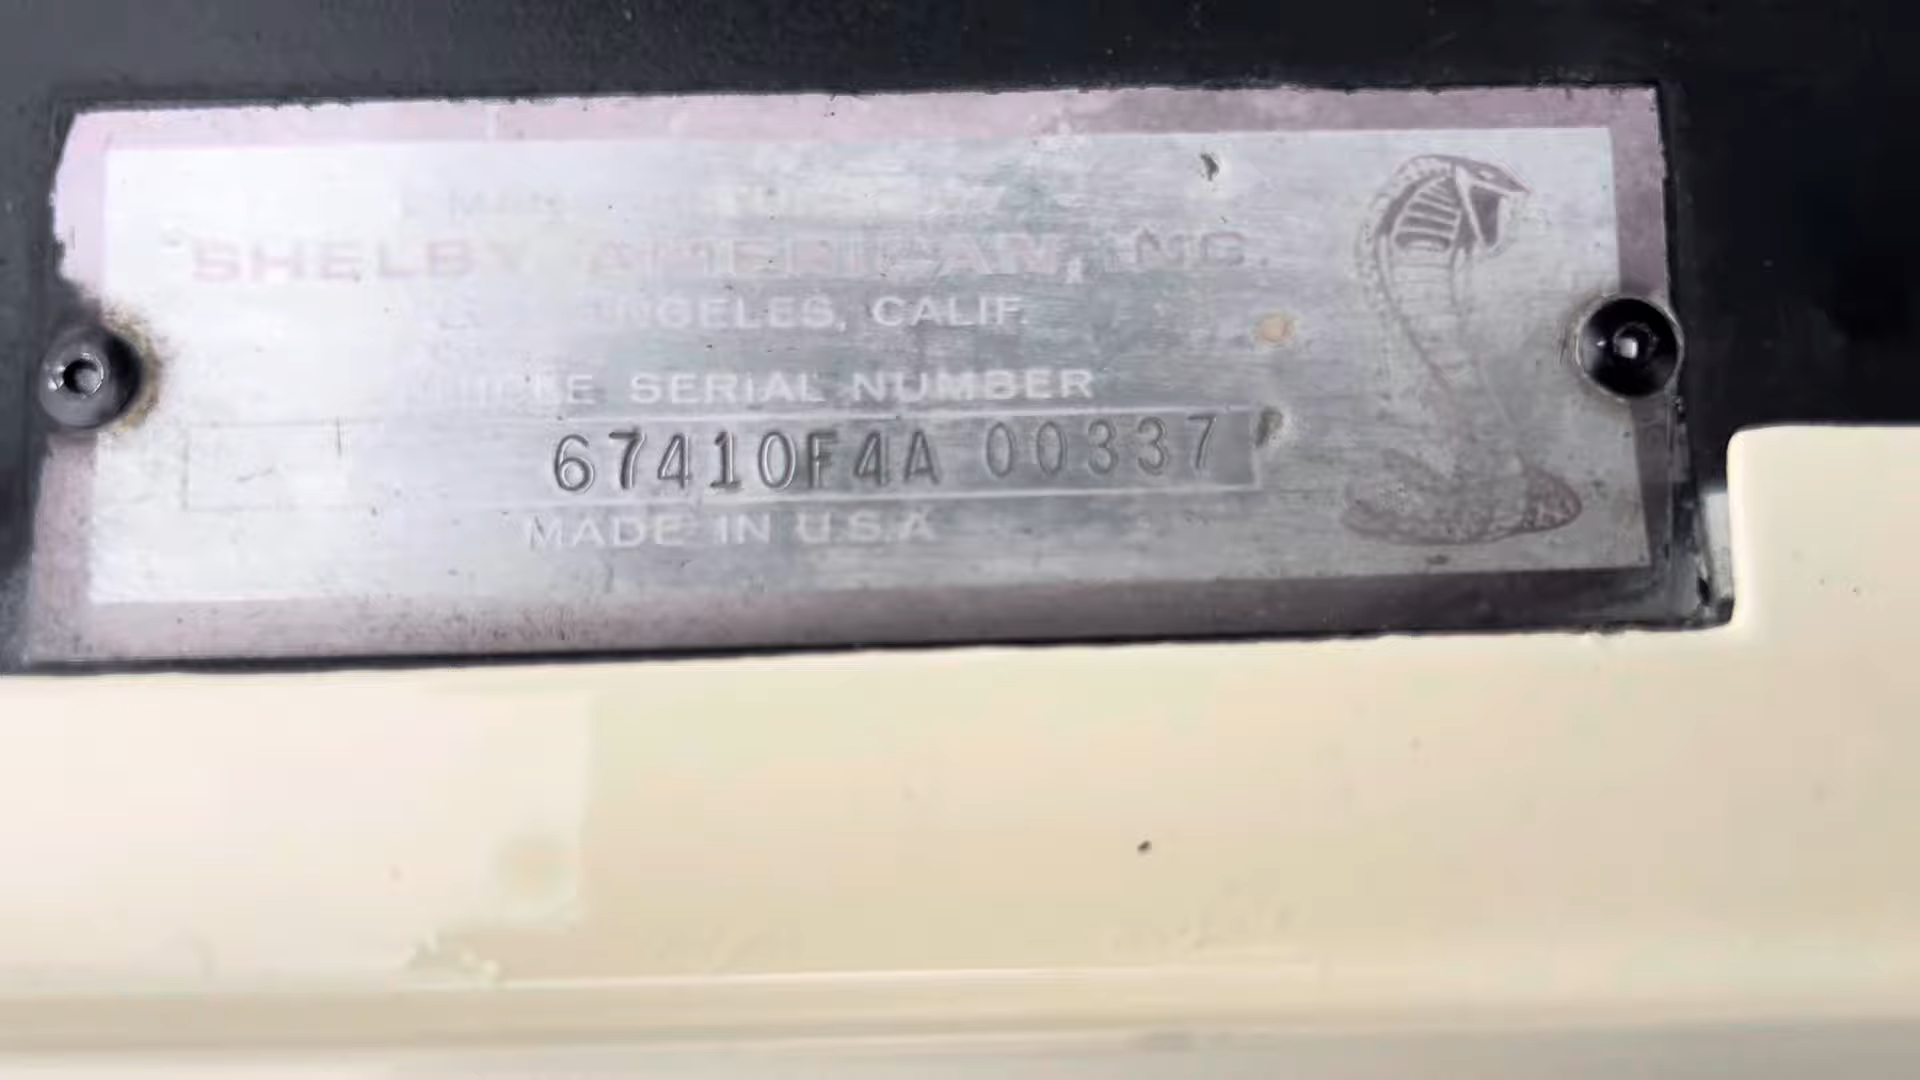 SHELBY AMERICAN, INC.
ANGELES, CALIF.
SERIAL NUMBER
67410F4A 00337
MADE IN U.S.A